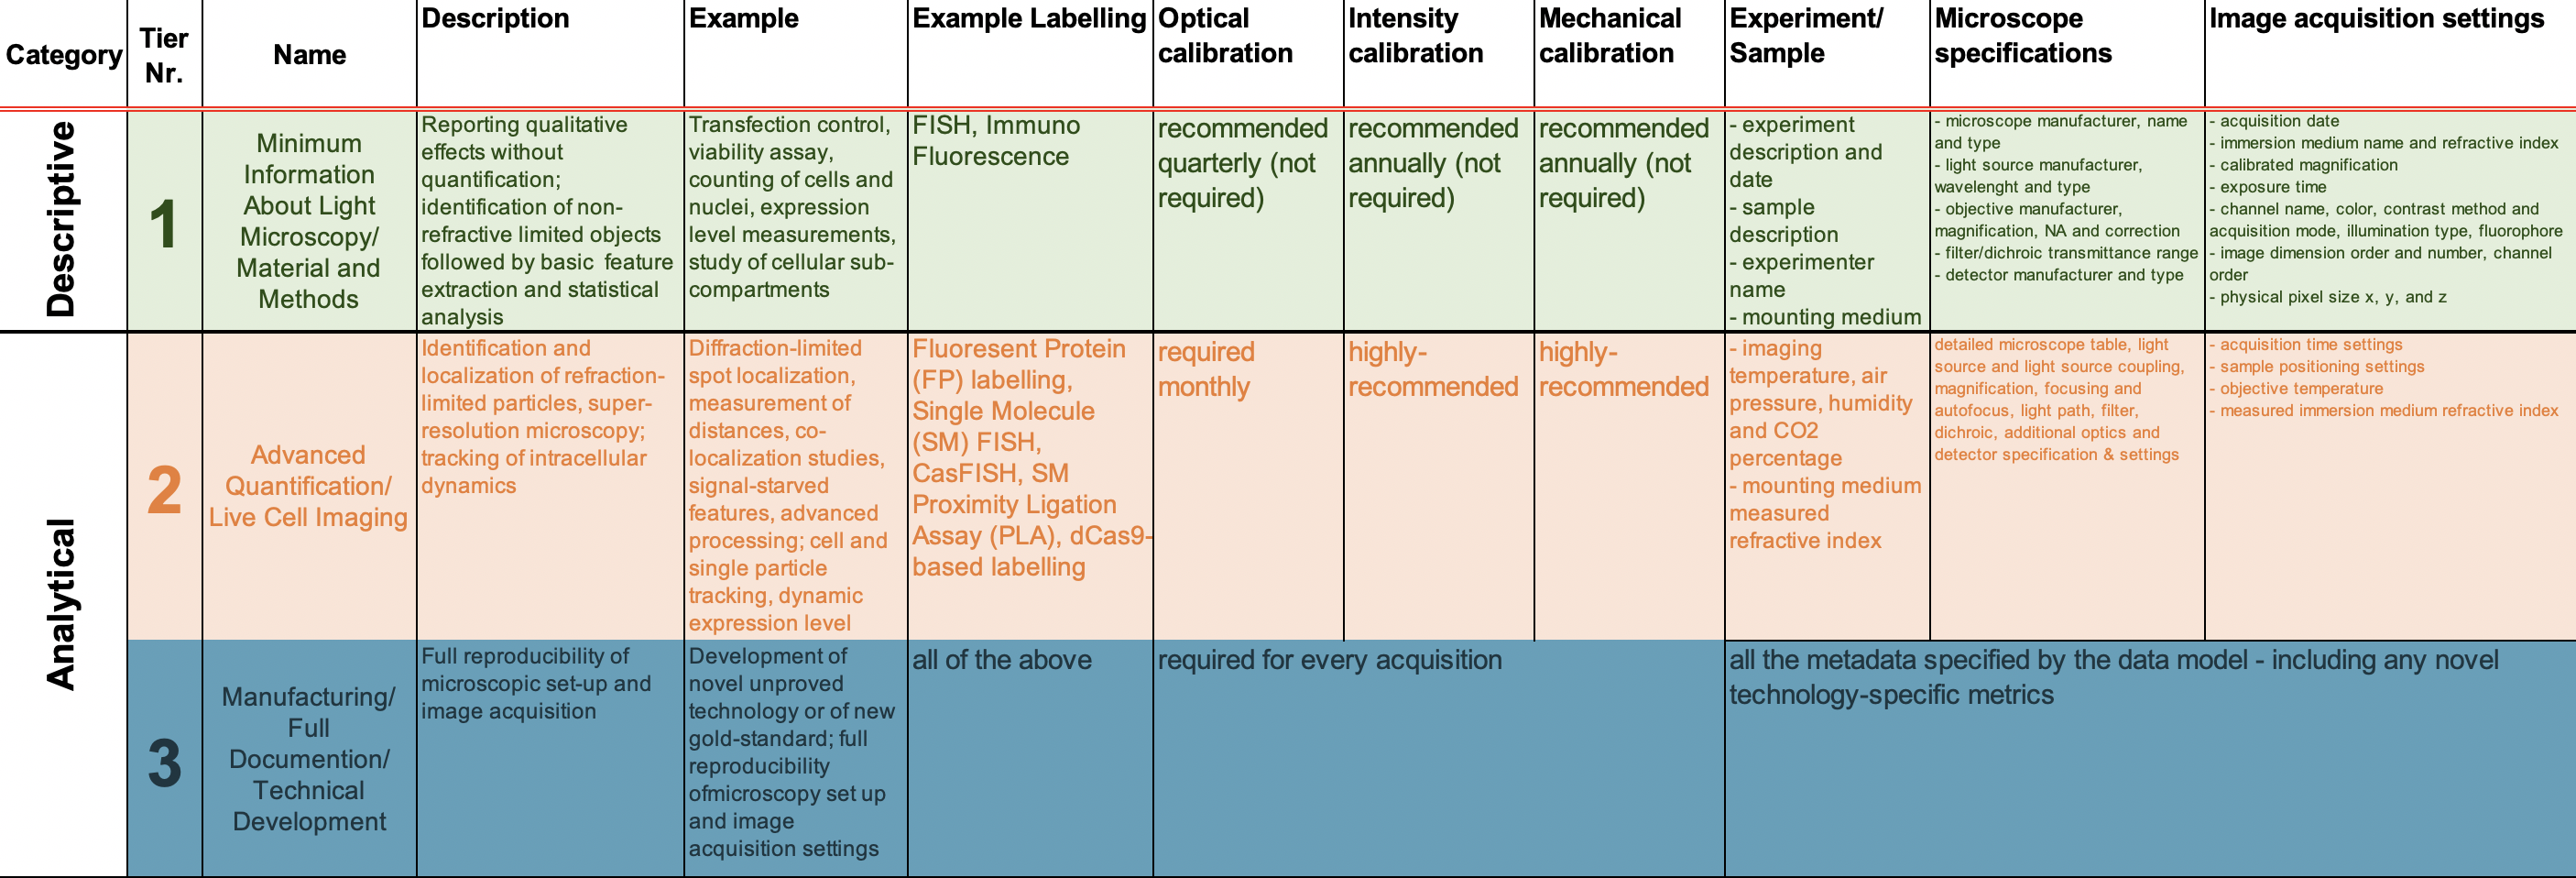 Category
Tier
Nr.
Name
Description
Example
Example Labelling
Optical
calibration
Intensity
calibration
Mechanical
calibration
Experiment/
Sample
Microscope
specifications
Image acquisition settings
Descriptive
1
Minimum
Information
About Light
Microscopy/
Material and
Methods
Reporting qualitative
effects without
quantification;
identification of non-
refractive limited objects
followed by basic feature
extraction and statistical
analysis
Transfection control,
viability assay,
counting of cells and
nuclei, expression
level measurements,
study of cellular sub-
compartments
FISH, Immuno
Fluorescence
recommended
quarterly (not
required)
recommended
annually (not
required)
recommended
annually (not
required)
- experiment
description and
date
- sample
description
- experimenter
name
- mounting medium
- microscope manufacturer, name
and type
- light source manufacturer,
wavelenght and type
- objective manufacturer,
magnification, NA and correction
- filter/dichroic transmittance range
- detector manufacturer and type
- acquisition date
- immersion medium name and refractive index
- calibrated magnification
- exposure time
- channel name, color, contrast method and
acquisition mode, illumination type, fluorophore
- image dimension order and number, channel
order
- physical pixel size x, y, and z
Analytical
2
Advanced
Quantification/
Live Cell Imaging
Identification and
localization of refraction-
limited particles, super-
resolution microscopy;
tracking of intracellular
dynamics
Diffraction-limited
spot localization,
measurement of
distances, co-
localization studies,
signal-starved
features, advanced
processing; cell and
single particle
tracking, dynamic
expression level
Fluoresent Protein
(FP) labelling,
Single Molecule
(SM) FISH,
CasFISH, SM
Proximity Ligation
Assay (PLA), dCas9-
based labelling
required
monthly
highly-
recommended
highly-
recommended
- imaging
temperature, air
pressure, humidity
and CO2
percentage
- mounting medium
measured
refractive index
detailed microscope table, light
source and light source coupling,
magnification, focusing and
autofocus, light path, filter,
dichroic, additional optics and
detector specification & settings
- acquisition time settings
- sample positioning settings
- objective temperature
- measured immersion medium refractive index
3
Manufacturing/
Full
Documention/
Technical
Development
Full reproducibility of
microscopic set-up and
image acquisition
Development of
novel unproved
technology or of new
gold-standard; full
reproducibility
ofmicroscopy set up
and image
acquisition settings
all of the above
required for every acquisition
all the metadata specified by the data model - including any novel
technology-specific metrics